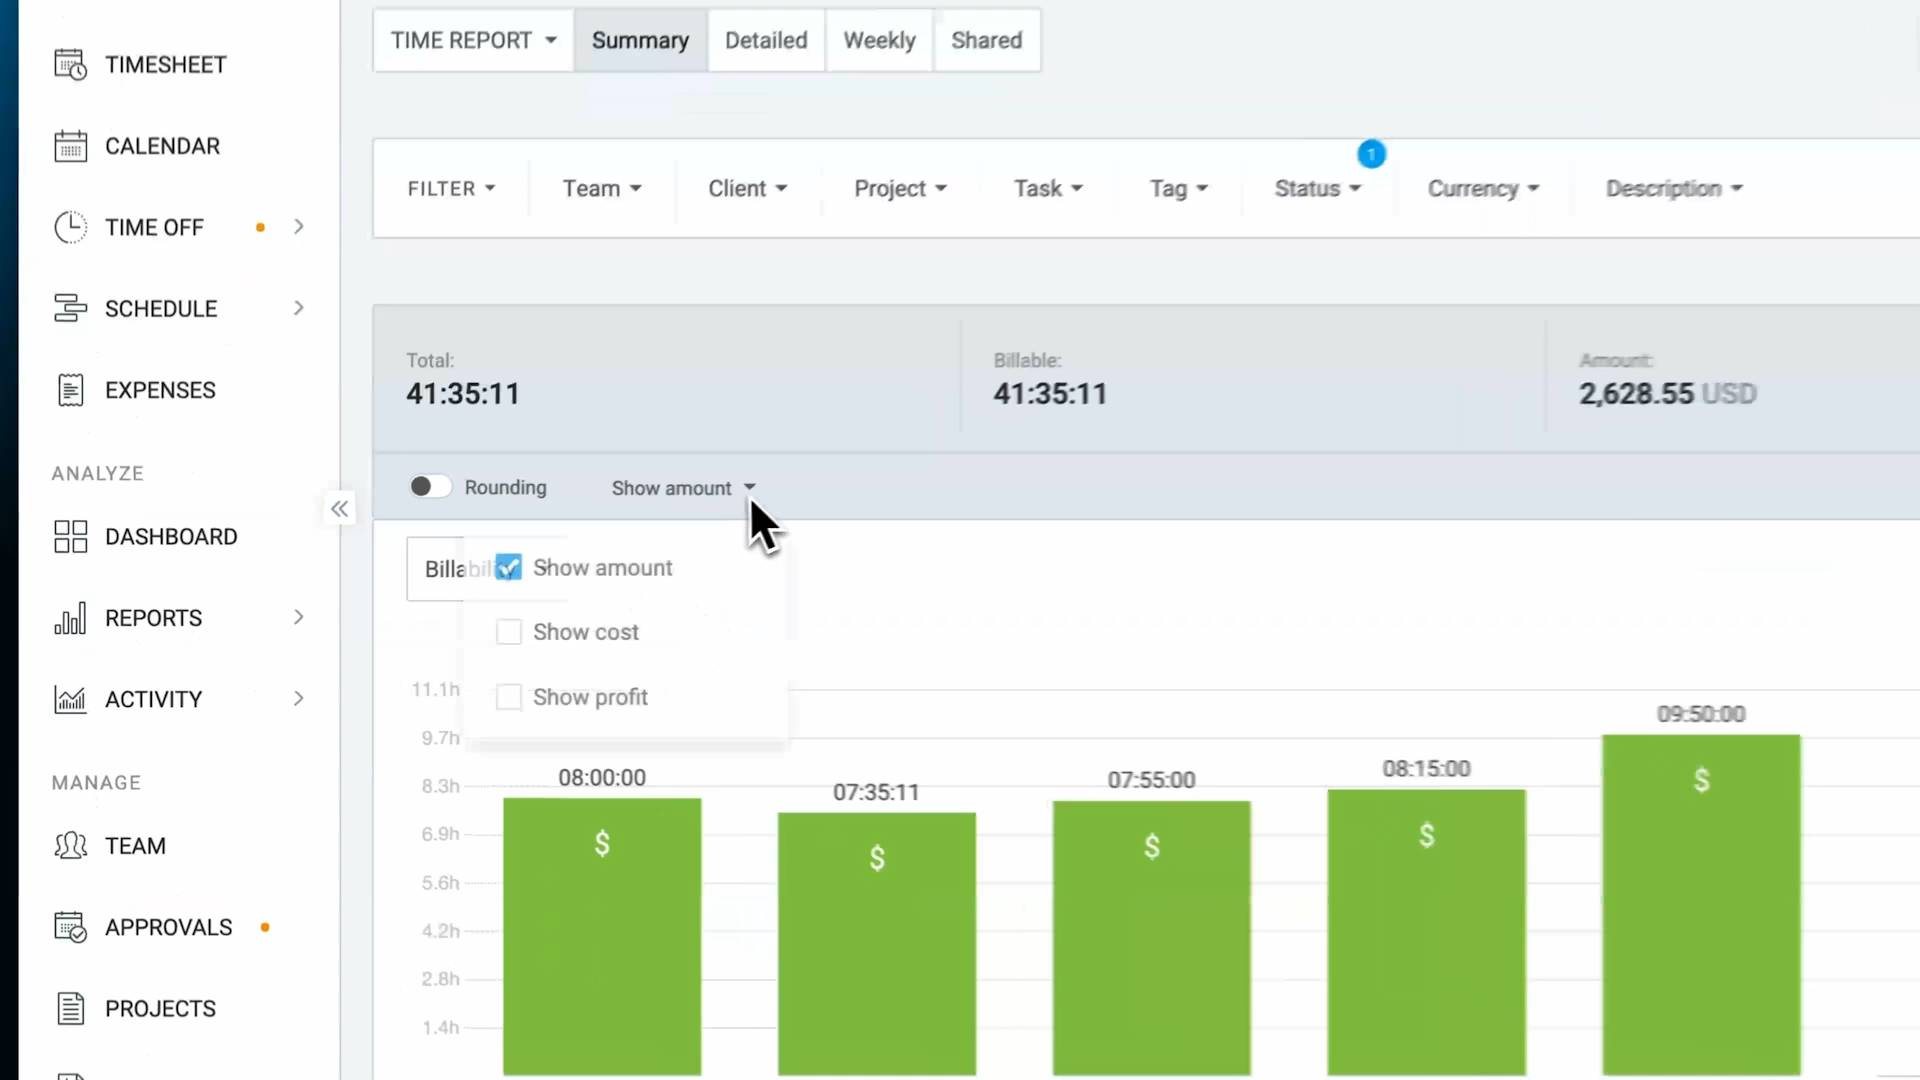 TIMESHEET
CALENDAR
TIME OFF
SCHEDULE
EXPENSES
ANALYZE
DASHBOARD
REPORTS
ACTIVITY
MANAGE
TEAM
APPROVALS
PROJECTS
TIME REPORT
Summary
Detailed
Weekly
Shared
FILTER
Team
Client
Project
Task
Tag
Status
1
Currency
Description
Total:
41:35:11
Billable:
41:35:11
Amount:
2,628.55 USD
Rounding
Show amount
Billability
Show amount
Show cost
Show profit
11.1h
9.7h
8.3h
6.9h
5.6h
4.2h
2.8h
1.4h
08:00:00
07:35:11
07:55:00
08:15:00
09:50:00
$
$
$
$
$